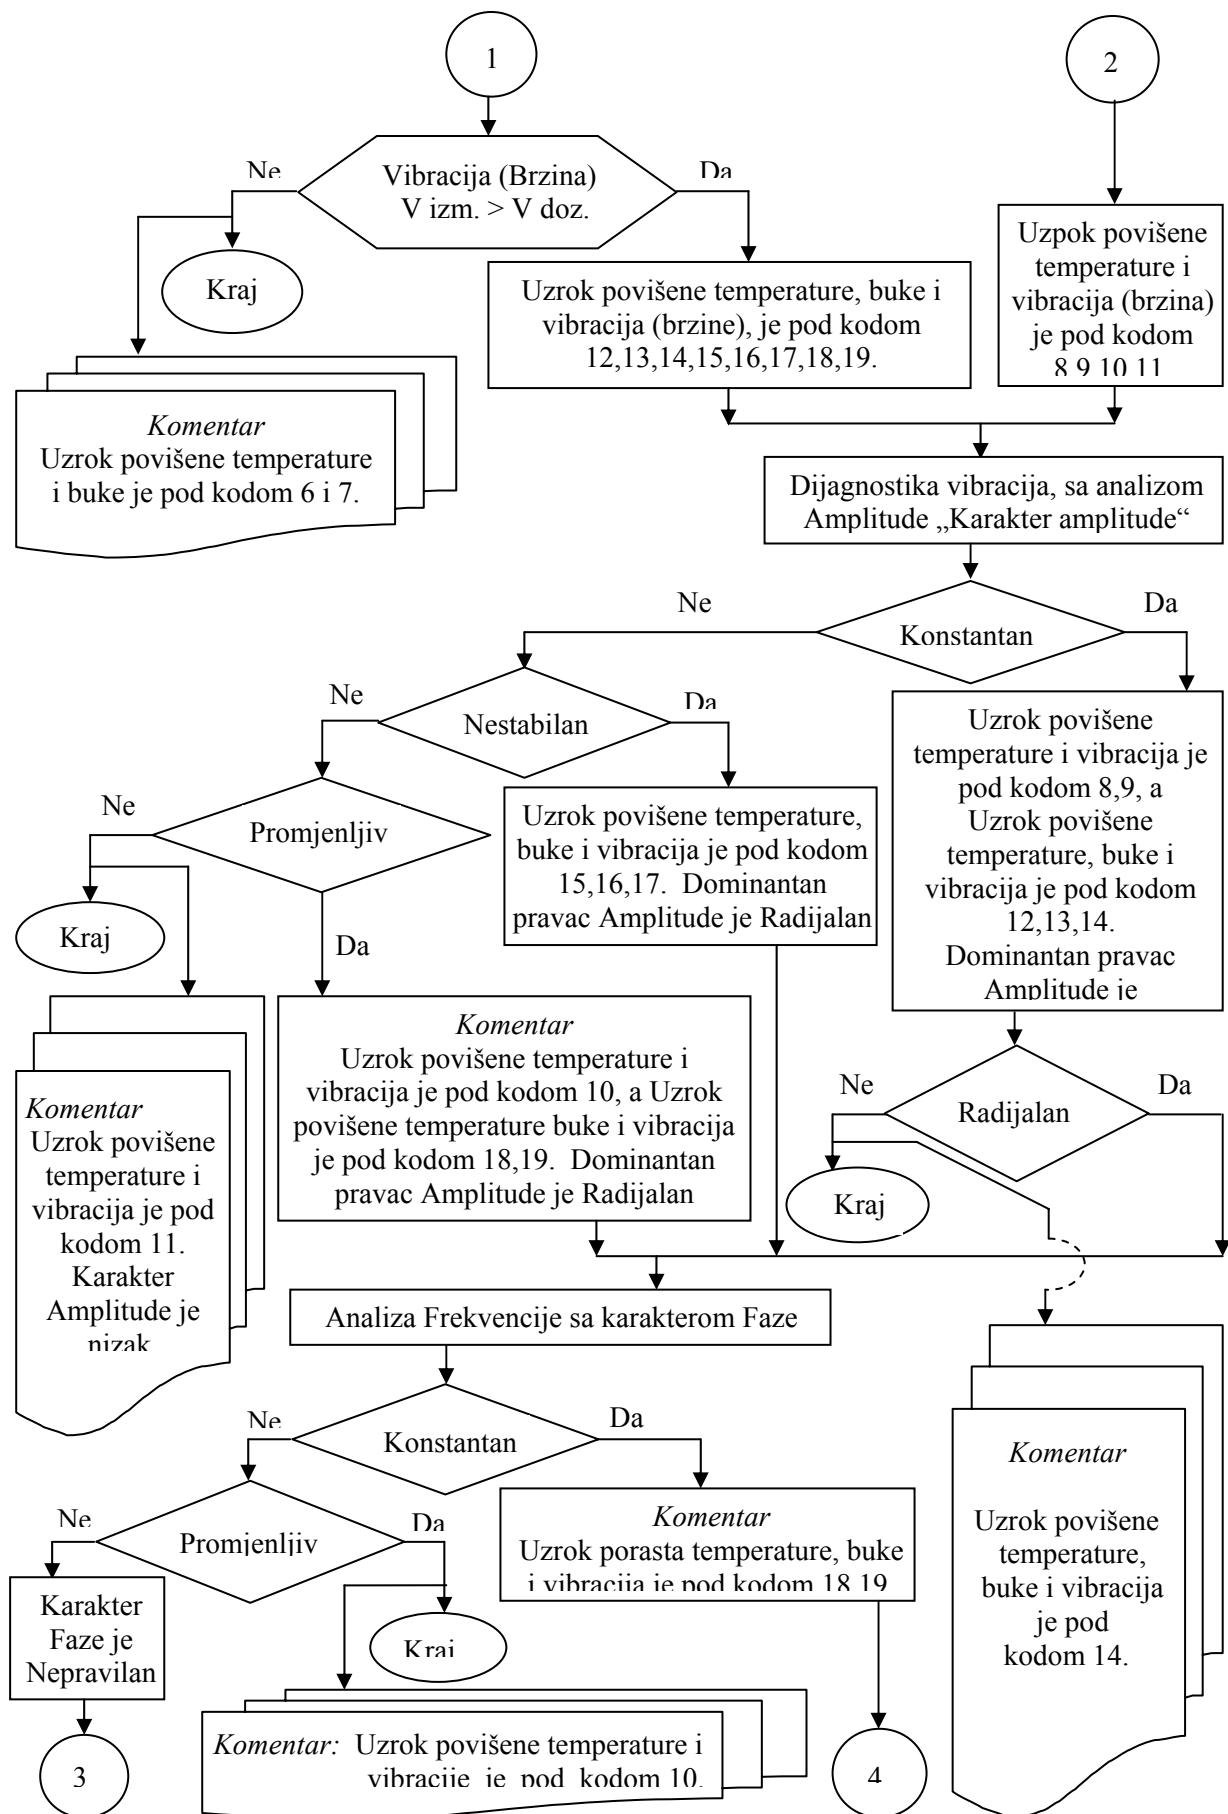 1
2
Ne
Vibracija (Brzina)
V izm. > V doz.
Da
Kraj
Uzrok povišene temperature, buke i
vibracija (brzine), je pod kodom
12,13,14,15,16,17,18,19.
Uzpok povišene
temperature i
vibracija (brzina)
je pod kodom
8,9,10,11
Komentar
Uzrok povišene temperature
i buke je pod kodom 6 i 7.
Dijagnostika vibracija, sa analizom
Amplitude „Karakter amplitude“
Ne
Konstantan
Da
Ne
Nestabilan
Da
Uzrok povišene
temperature i vibracija je
pod kodom 8,9, a
Uzrok povišene
temperature, buke i
vibracija je pod kodom
12,13,14.
Dominantan pravac
Amplitude je
Ne
Promjenljiv
Da
Kraj
Uzrok povišene temperature,
buke i vibracija je pod kodom
15,16,17. Dominantan
pravac Amplitude je Radijalan
Komentar
Uzrok povišene temperature i
vibracija je pod kodom 10, a Uzrok
povišene temperature buke i vibracija
je pod kodom 18,19. Dominantan
pravac Amplitude je Radijalan
Komentar
Uzrok povišene
temperature i
vibracija je pod
kodom 11.
Karakter
Amplitude je
nizak
Ne
Radijalan
Da
Kraj
Analiza Frekvencije sa karakterom Faze
Ne
Konstantan
Da
Komentar
Uzrok povišene
temperature,
buke i vibracija
je pod
kodom 14.
Ne
Promjenljiv
Da
Komentar
Uzrok porasta temperature, buke
i vibracija je pod kodom 18,19
Karakter
Faze je
Nepravilan
Kraj
Komentar: Uzrok povišene temperature i
vibracije je pod kodom 10.
3
4